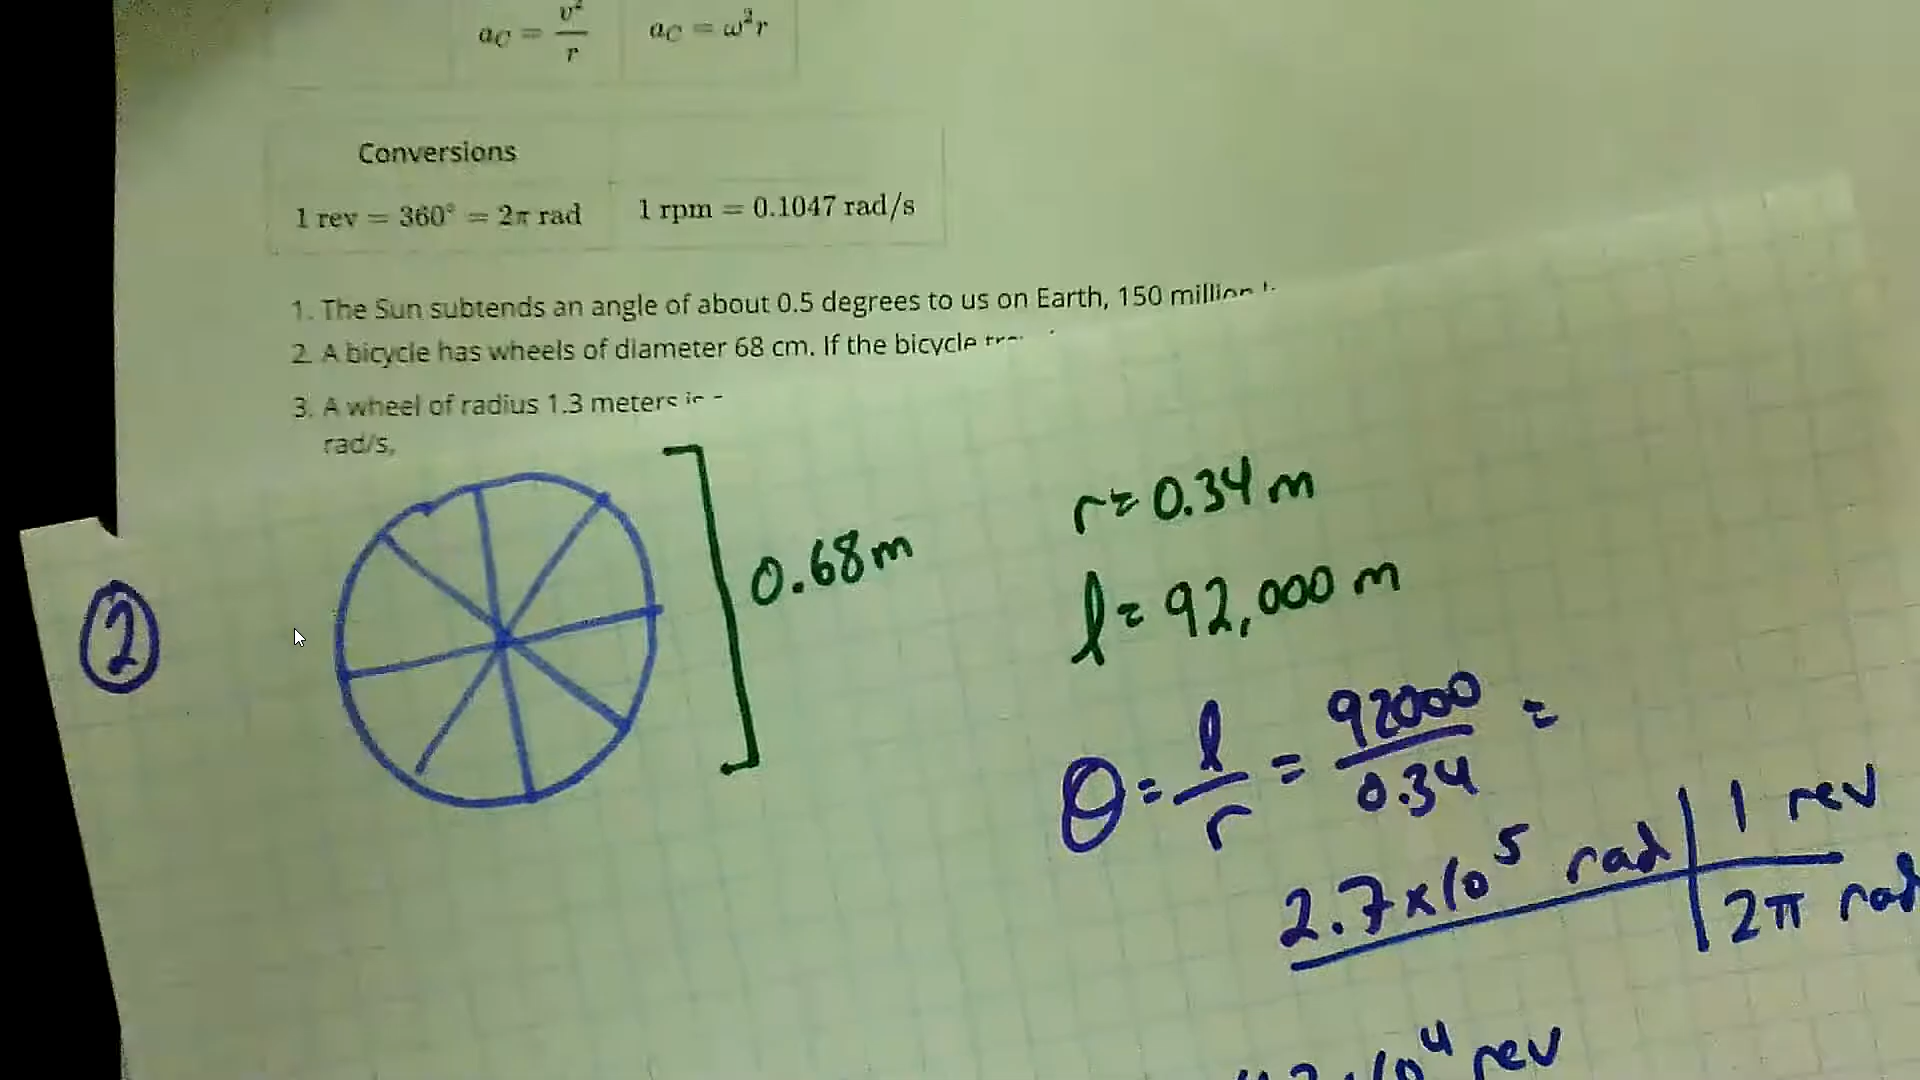 a_C = v²/r    a_C = ω²r
Conversions
1 rev = 360° = 2π rad    1 rpm = 0.1047 rad/s
1. The Sun subtends an angle of about 0.5 degrees to us on Earth, 150 million
2. A bicycle has wheels of diameter 68 cm. If the bicycle
3. A wheel of radius 1.3 meters
rad/s,
r = 0.34 m
0.68 m
l = 92,000 m
②
θ = l/r = 92000/0.34 =
2.7 x 10⁵ rad | 1 rev
2π rad
10⁴ rev